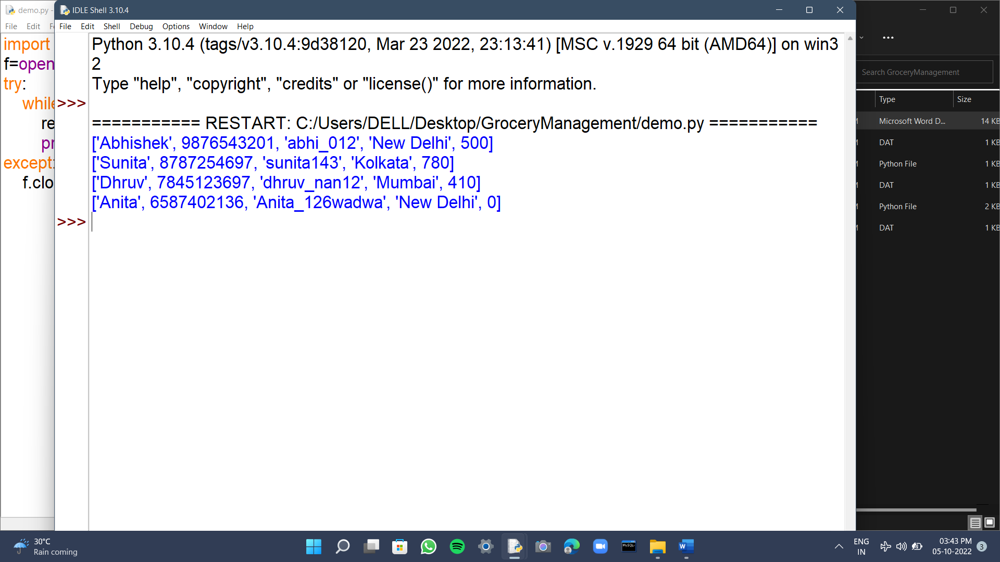 demo.py -
File Edit
import
f=open
try:
while
re
pr
except:
f.clo
IDLE Shell 3.10.4
File Edit Shell Debug Options Window Help
Python 3.10.4 (tags/v3.10.4:9d38120, Mar 23 2022, 23:13:41) [MSC v.1929 64 bit (AMD64)] on win3
2
Type "help", "copyright", "credits" or "license()" for more information.
>>>
=========== RESTART: C:/Users/DELL/Desktop/GroceryManagement/demo.py ===========
['Abhishek', 9876543201, 'abhi_012', 'New Delhi', 500]
['Sunita', 8787254697, 'sunita143', 'Kolkata', 780]
['Dhruv', 7845123697, 'dhruv_nan12', 'Mumbai', 410]
['Anita', 6587402136, 'Anita_126wadwa', 'New Delhi', 0]
>>>
Search GroceryManagement
Type Size
Microsoft Word D... 14 KB
DAT 1 KB
Python File 1 KB
DAT 1 KB
Python File 2 KB
DAT 1 KB
30°C
Rain coming
MySQL
ENG
IN
03:43 PM
05-10-2022
3